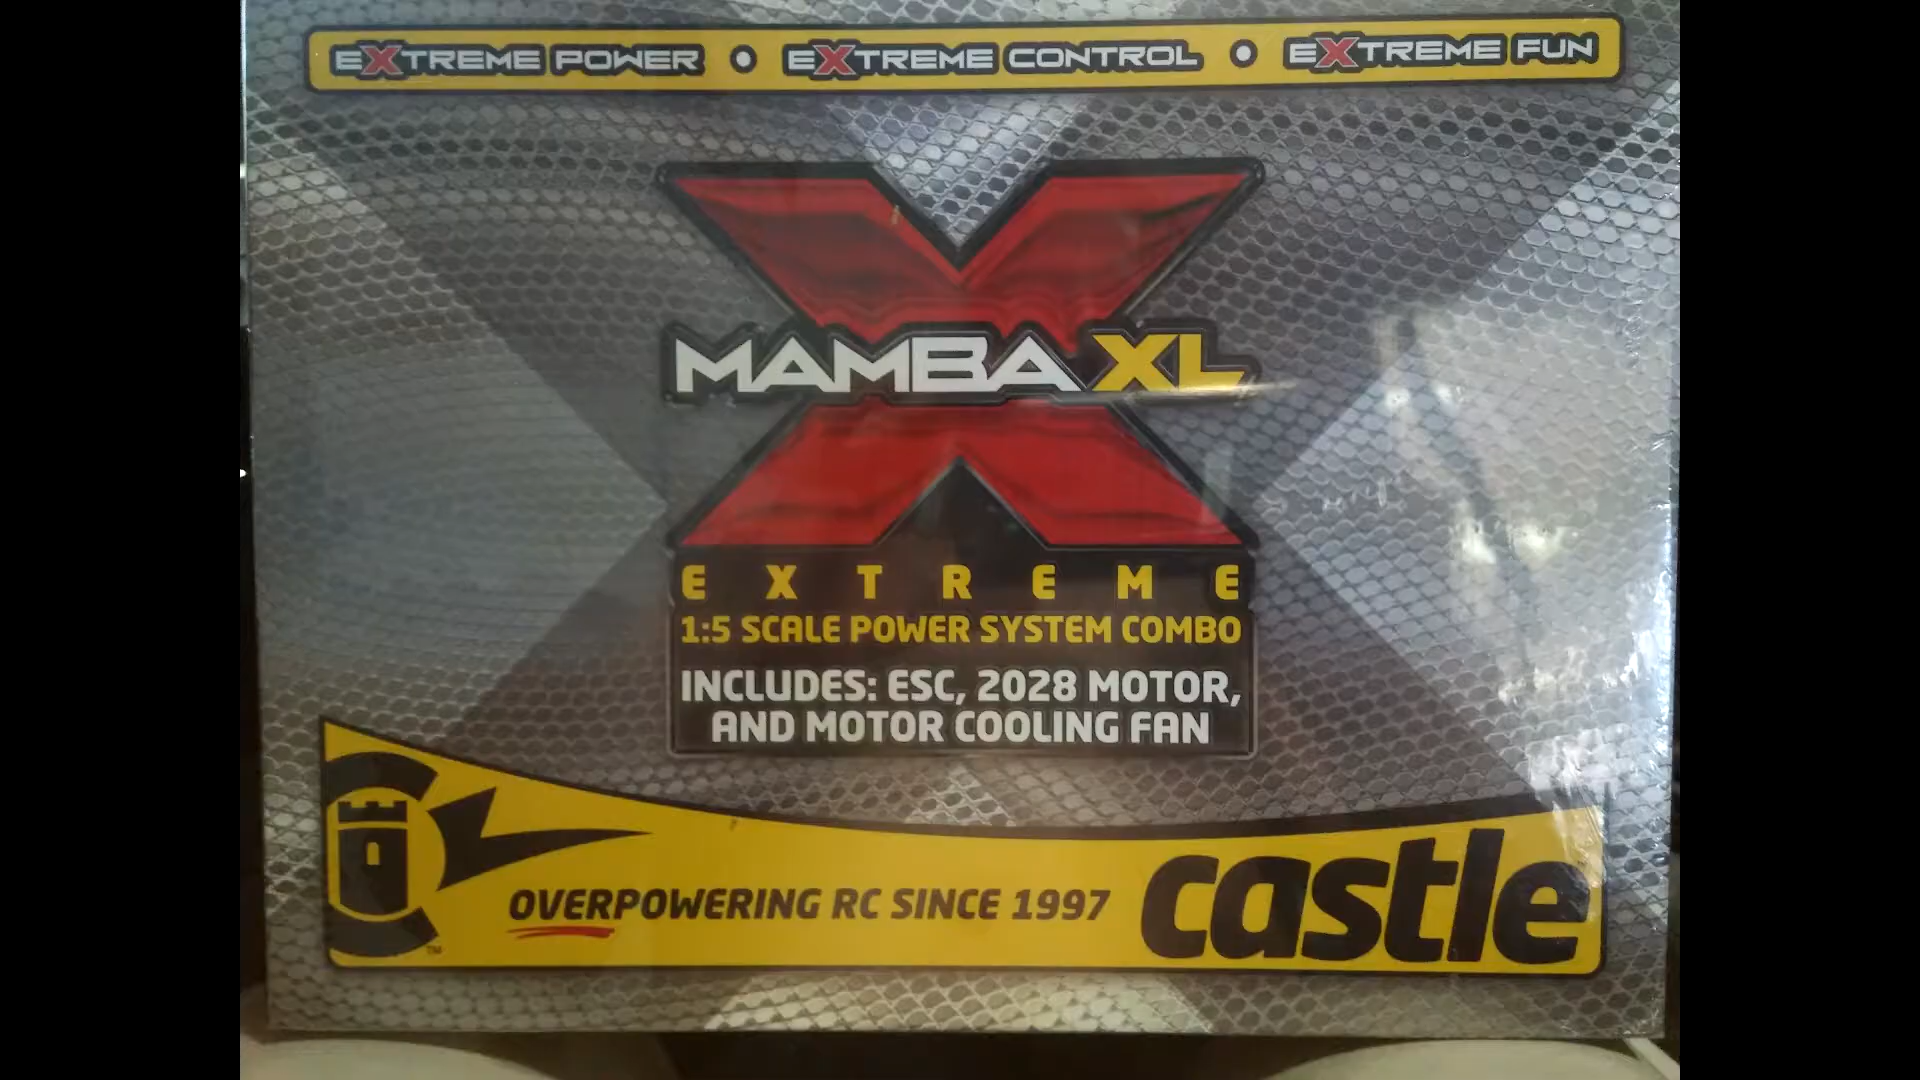 EXTREME POWER • EXTREME CONTROL • EXTREME FUN
MAMBA XL
X
EXTREME
1:5 SCALE POWER SYSTEM COMBO
INCLUDES: ESC, 2028 MOTOR,
AND MOTOR COOLING FAN
OVERPOWERING RC SINCE 1997
castle
TM